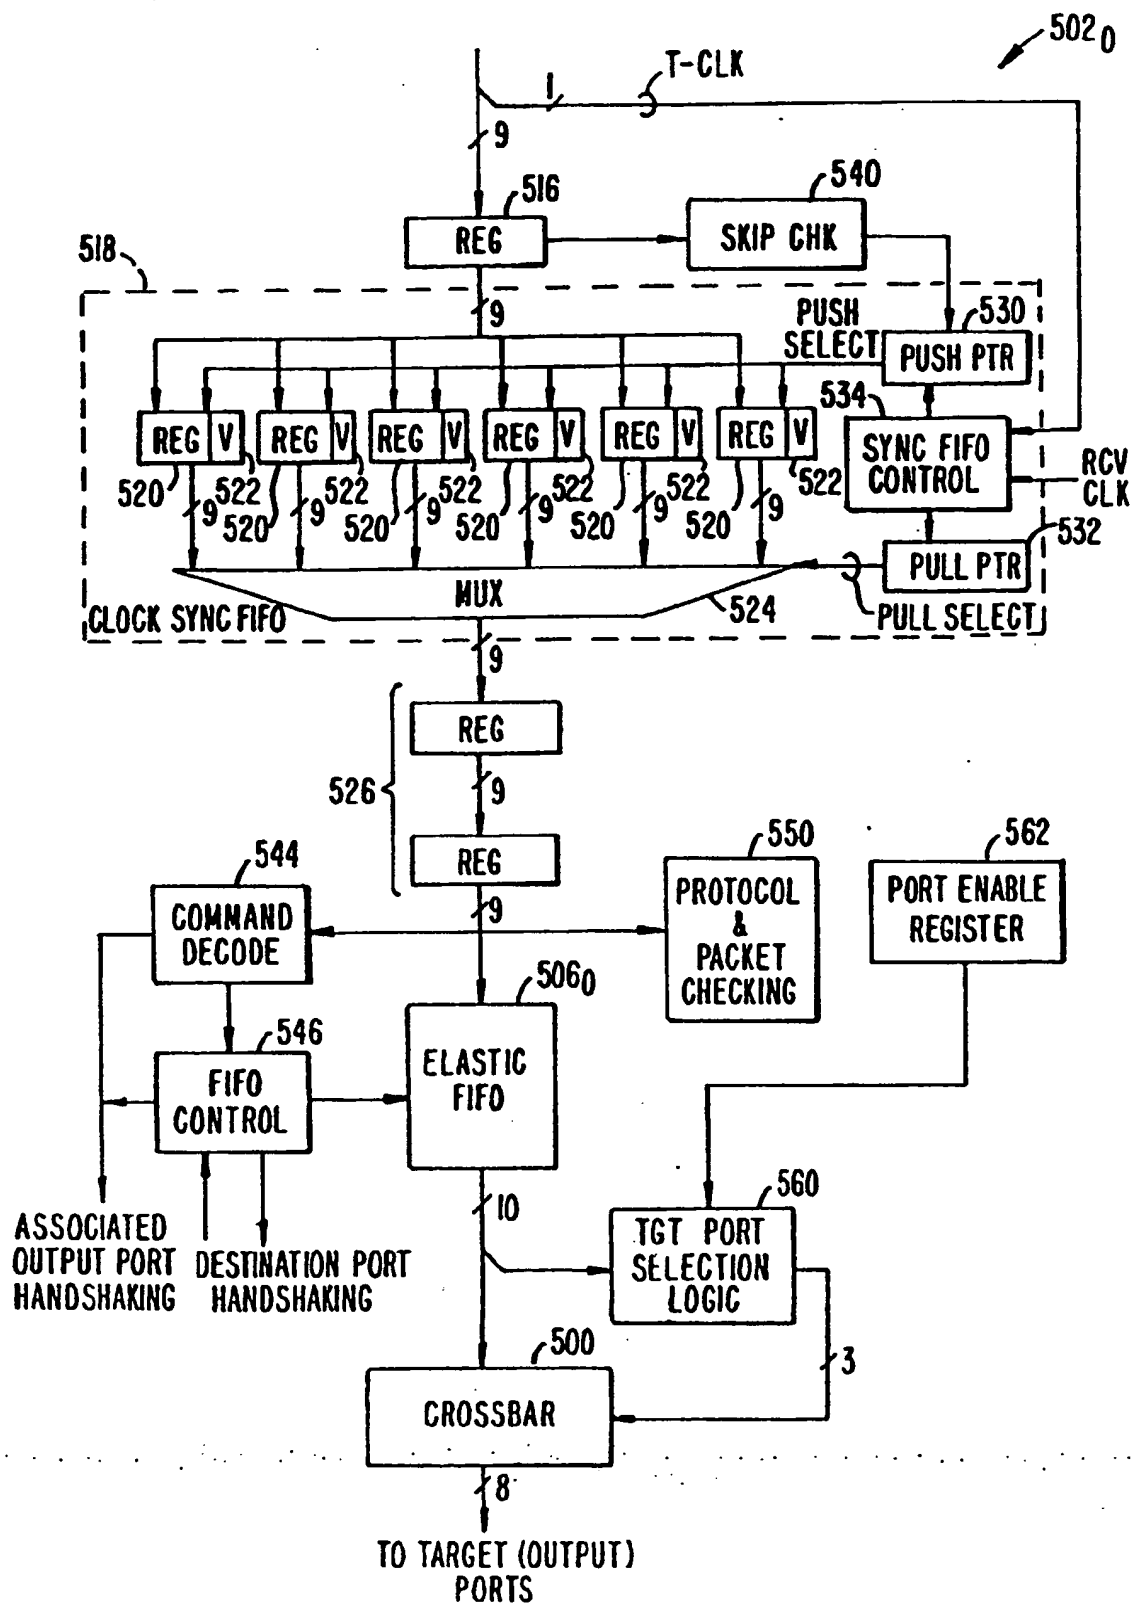 502 0
T-CLK
1
9
516
540
REG
SKIP CHK
518
9
PUSH
SELECT
530
PUSH PTR
534
REG V REG V REG V REG V REG V REG V
SYNC FIFO
CONTROL
RCV
CLK
520 522 520 522 520 522 520 522 520 522 520 522
9 9 9 9 9 9
532
PULL PTR
MUX
524
CLOCK SYNC FIFO
PULL SELECT
9
REG
526
9
REG
9
544
COMMAND
DECODE
550
PROTOCOL
&
PACKET
CHECKING
562
PORT ENABLE
REGISTER
506 0
ELASTIC
FIFO
546
FIFO
CONTROL
10
560
TGT PORT
SELECTION
LOGIC
ASSOCIATED
OUTPUT PORT
HANDSHAKING
DESTINATION PORT
HANDSHAKING
500
3
CROSSBAR
8
TO TARGET (OUTPUT)
PORTS